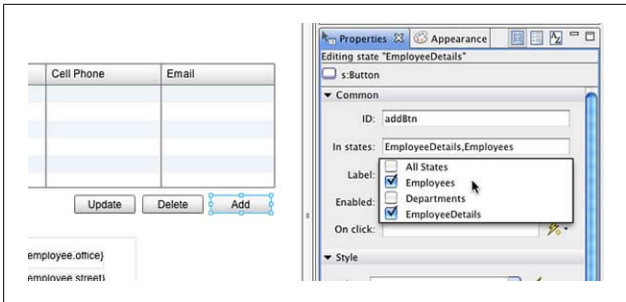 Cell Phone Email
Update Delete Add
employee.office}
employee.street}
Properties Appearance
Editing state "EmployeeDetails"
s:Button
Common
ID: addBtn
In states: EmployeeDetails,Employees
Label:
All States
Employees
Enabled:
Departments
EmployeeDetails
On click:
Style